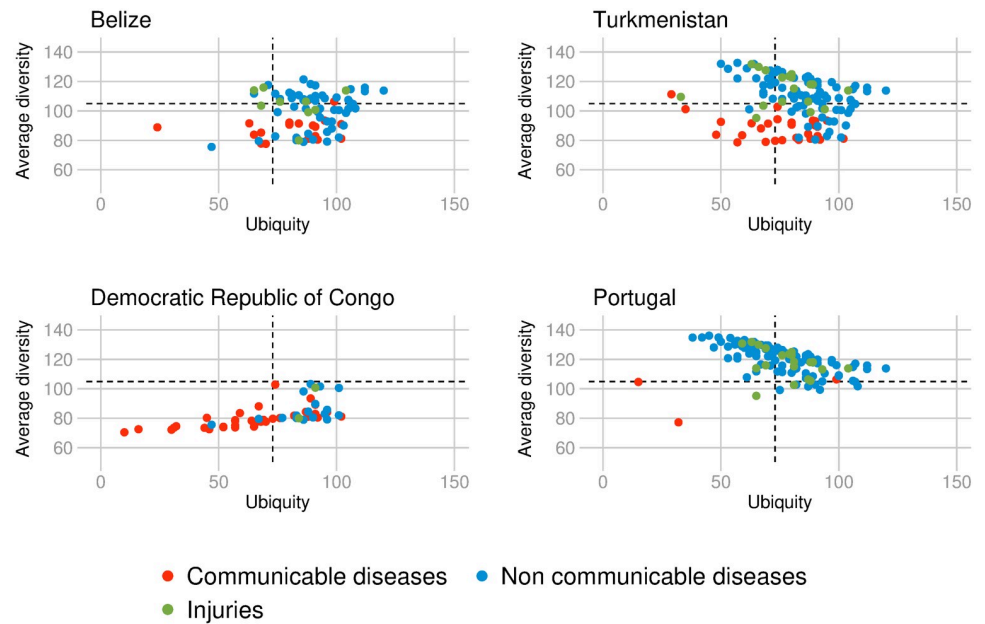 Belize
Turkmenistan
Average diversity
140
120
100
80
60
0 50 100 150
Ubiquity
Average diversity
140
120
100
80
60
0 50 100 150
Ubiquity
Democratic Republic of Congo
Portugal
Average diversity
140
120
100
80
60
0 50 100 150
Ubiquity
Average diversity
140
120
100
80
60
0 50 100 150
Ubiquity
Communicable diseases
Non communicable diseases
Injuries